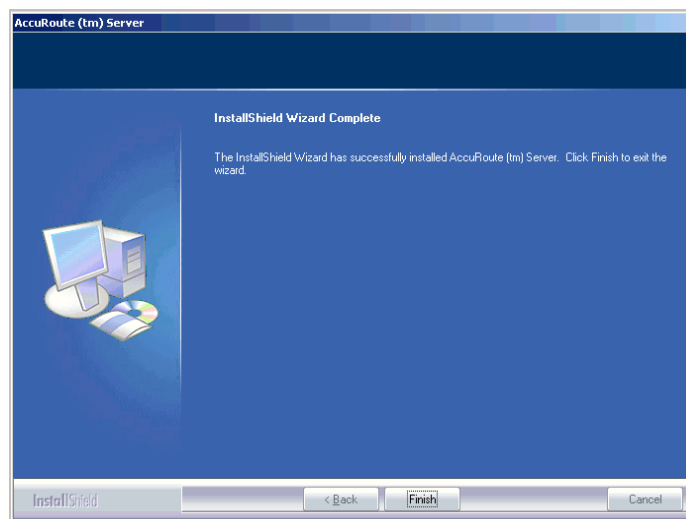 AccuRoute (tm) Server
InstallShield Wizard Complete
The InstallShield Wizard has successfully installed AccuRoute (tm) Server. Click Finish to exit the
wizard.
InstallShield
< Back
Finish
Cancel